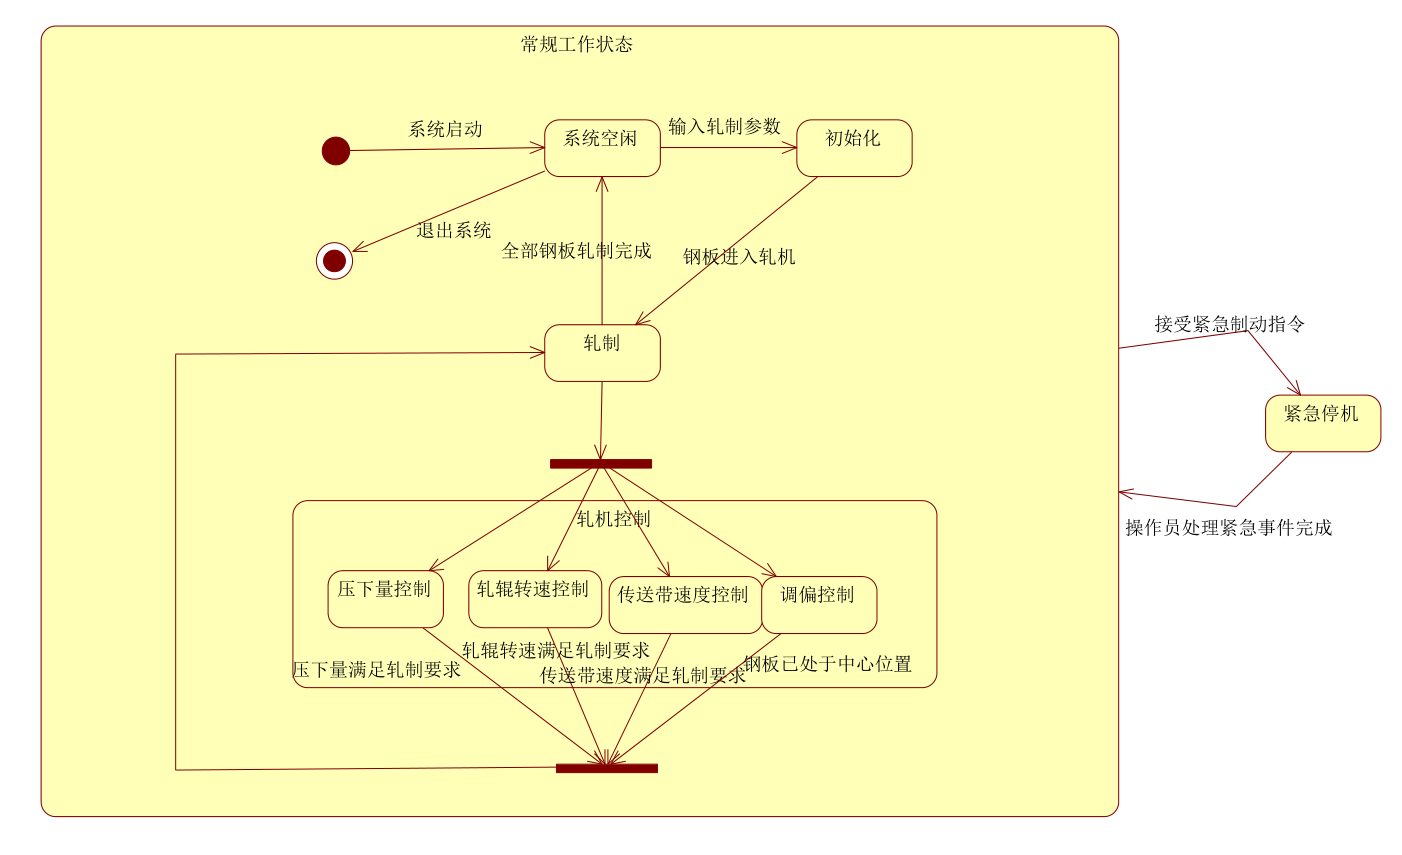 常规工作状态
系统启动
系统空闲
输入轧制参数
初始化
退出系统
全部钢板轧制完成
钢板进入轧机
轧制
接受紧急制动指令
紧急停机
操作员处理紧急事件完成
轧机控制
压下量控制
轧辊转速控制
传送带速度控制
调偏控制
轧辊转速满足轧制要求
压下量满足轧制要求
传送带速度满足轧制要求
钢板已处于中心位置